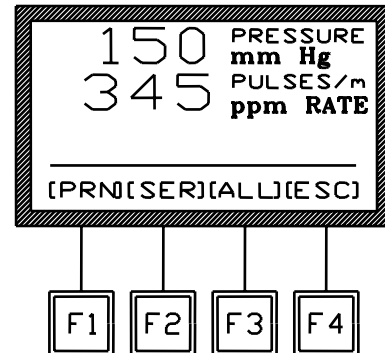 150 PRESSURE
mm Hg
345 PULSES/m
ppm RATE
[PRN][SER][ALL][ESC]
F1 F2 F3 F4